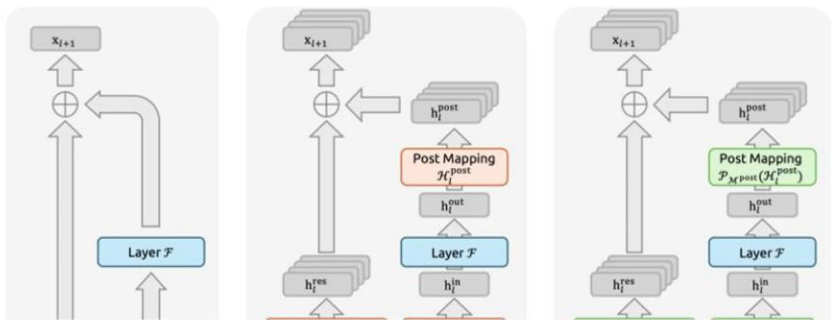 x_{l+1}
Layer ℱ
x_{l+1}
h_l^{post}
Post Mapping
ℋ_l^{post}
h_l^{out}
Layer ℱ
h_l^{res}
h_l^{in}
x_{l+1}
h_l^{post}
Post Mapping
𝒫_{ℳ^{post}}(ℋ_l^{post})
h_l^{out}
Layer ℱ
h_l^{res}
h_l^{in}